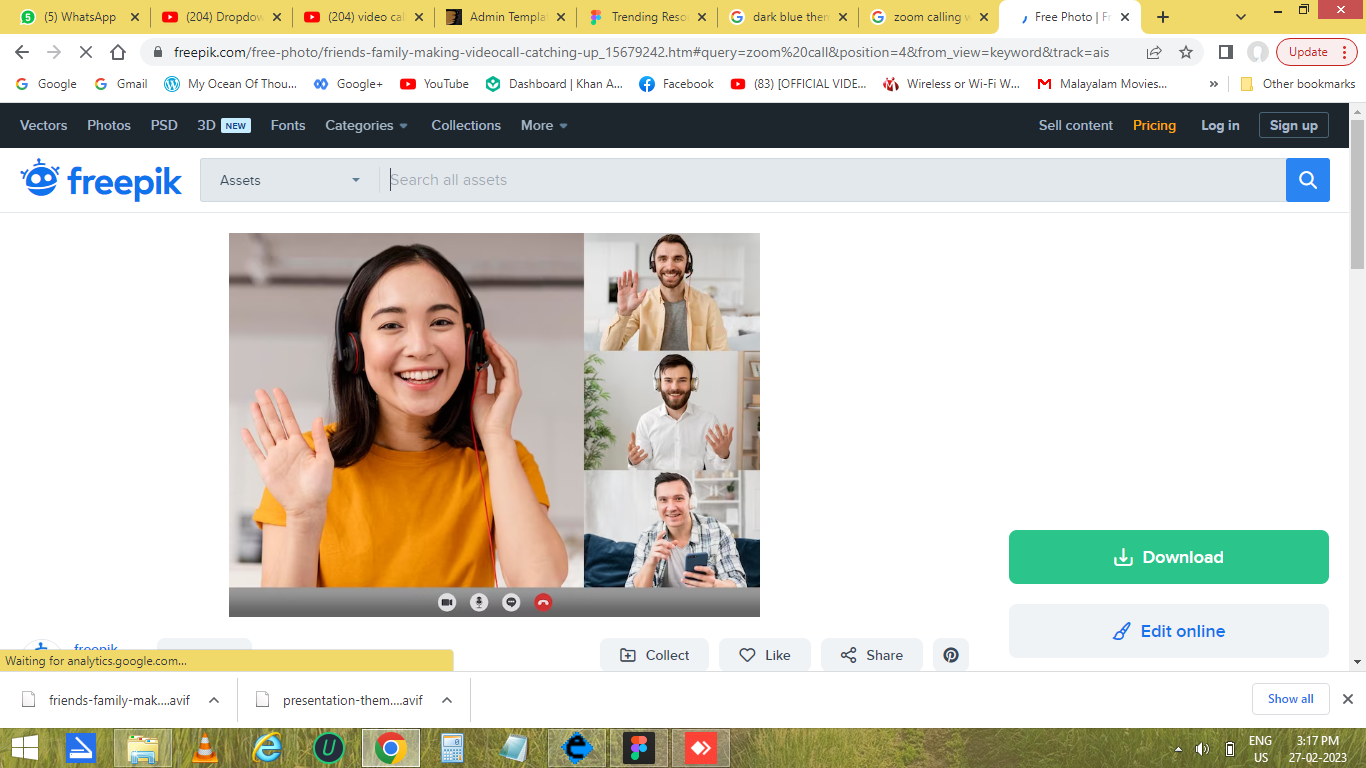 (5) WhatsApp
(204) Dropdow
(204) video cal
Admin Templa
Trending Reso
dark blue them
zoom calling w
Free Photo | Fr
freepik.com/free-photo/friends-family-making-videocall-catching-up_15679242.htm#query=zoom%20call&position=4&from_view=keyword&track=ais
Update
Google
Gmail
My Ocean Of Thou...
Google+
YouTube
Dashboard | Khan A...
Facebook
(83) [OFFICIAL VIDE...
Wireless or Wi-Fi W...
Malayalam Movies...
»
Other bookmarks
Vectors
Photos
PSD
3D NEW
Fonts
Categories
Collections
More
Sell content
Pricing
Log in
Sign up
freepik
Assets
Search all assets
Download
Edit online
freepik
Collect
Like
Share
Waiting for analytics.google.com...
friends-family-mak....avif
presentation-them....avif
Show all
ENG
US
3:17 PM
27-02-2023